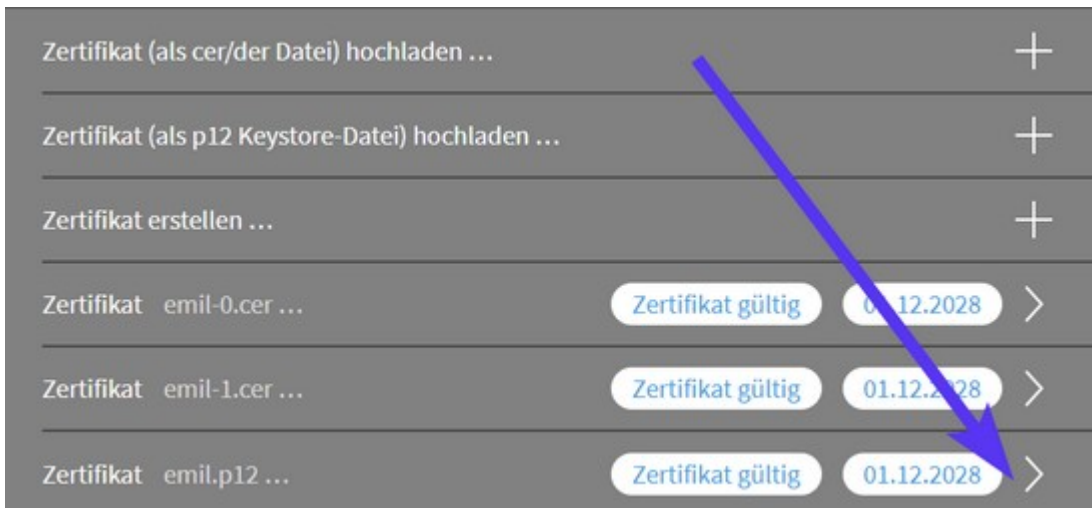 Zertifikat (als cer/der Datei) hochladen ...
Zertifikat (als p12 Keystore-Datei) hochladen ...
Zertifikat erstellen ...
Zertifikat emil-0.cer ... Zertifikat gültig 01.12.2028
Zertifikat emil-1.cer ... Zertifikat gültig 01.12.2028
Zertifikat emil.p12 ... Zertifikat gültig 01.12.2028